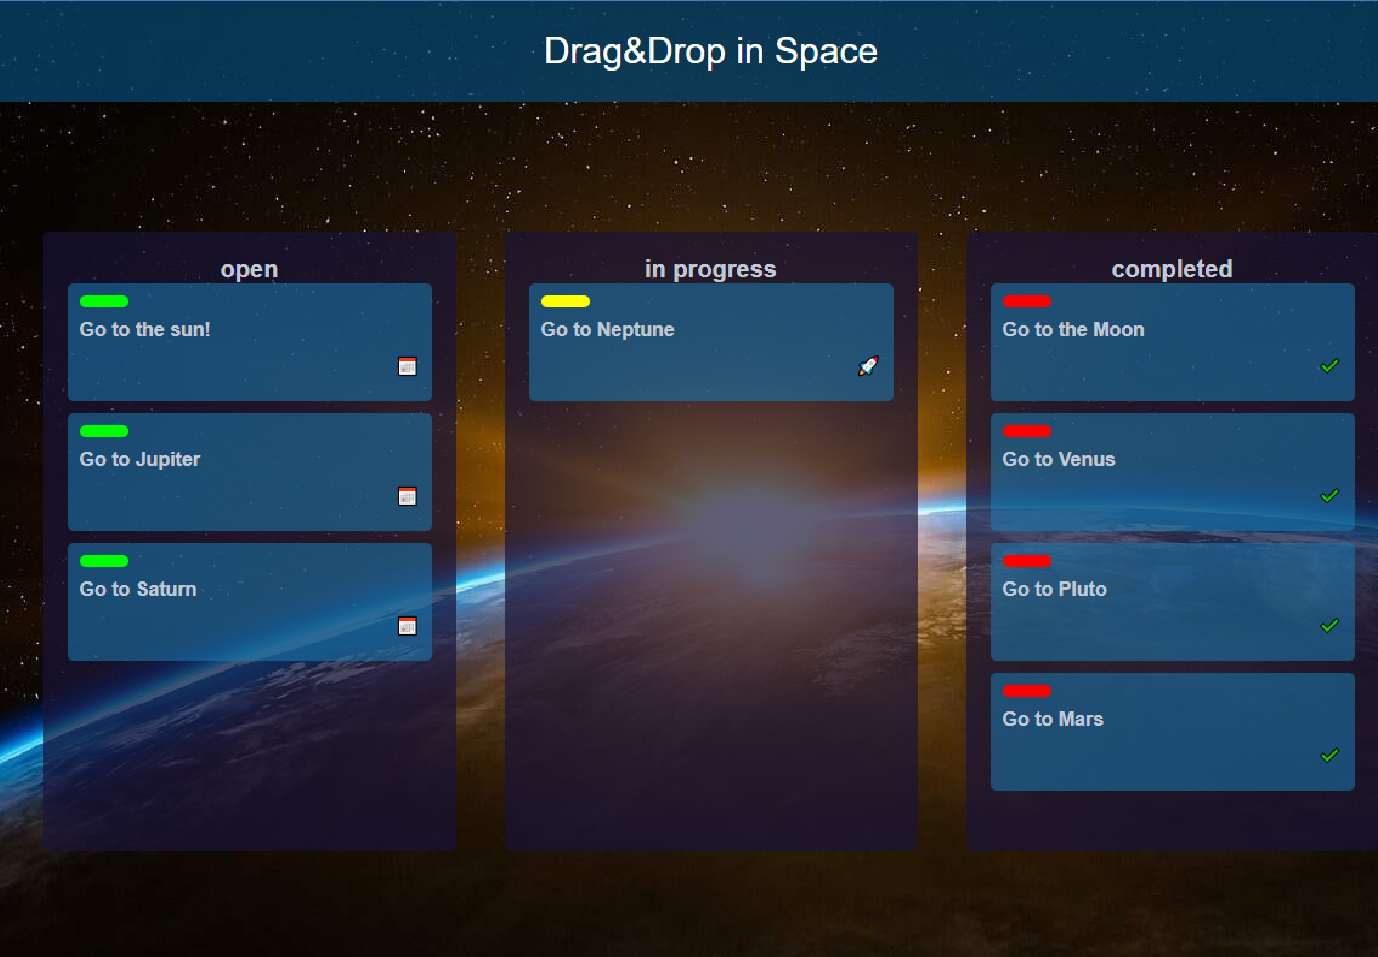 Drag&Drop in Space
open
Go to the sun!
Go to Jupiter
Go to Saturn
in progress
Go to Neptune
completed
Go to the Moon
Go to Venus
Go to Pluto
Go to Mars